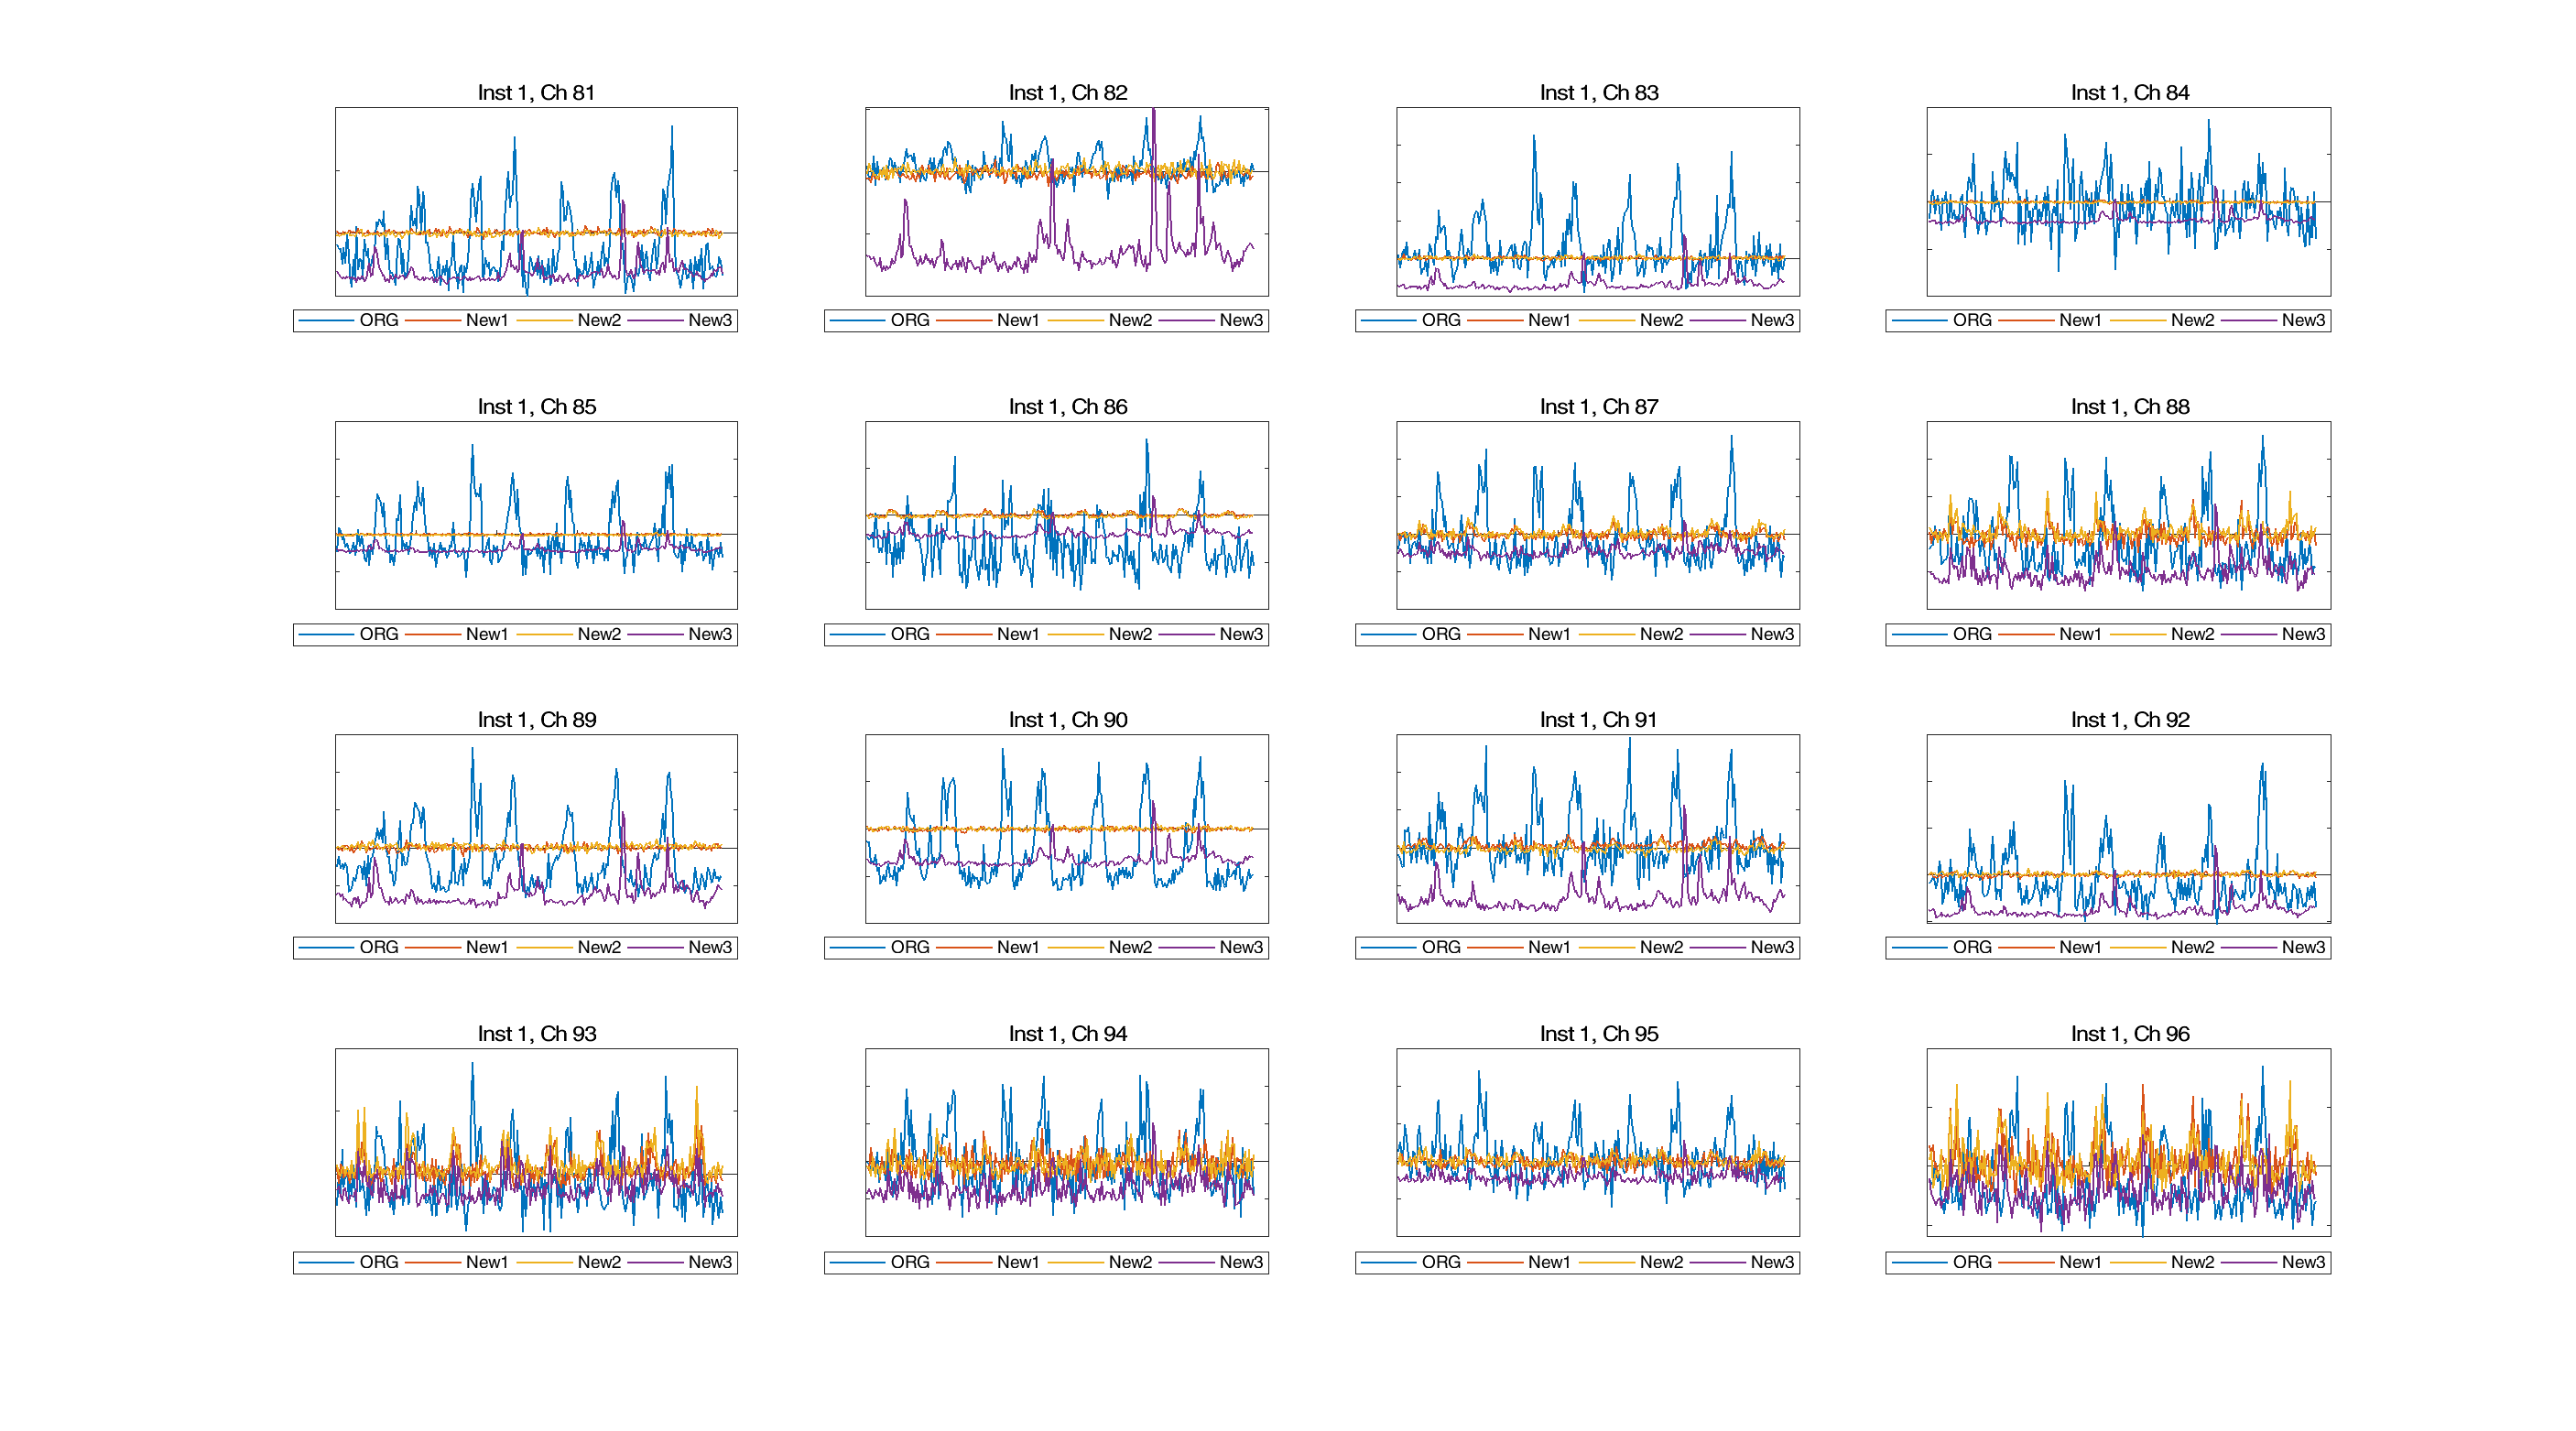 Inst 1, Ch 81
Inst 1, Ch 82
Inst 1, Ch 83
Inst 1, Ch 84
ORG New1 New2 New3
ORG New1 New2 New3
ORG New1 New2 New3
ORG New1 New2 New3
Inst 1, Ch 85
Inst 1, Ch 86
Inst 1, Ch 87
Inst 1, Ch 88
ORG New1 New2 New3
ORG New1 New2 New3
ORG New1 New2 New3
ORG New1 New2 New3
Inst 1, Ch 89
Inst 1, Ch 90
Inst 1, Ch 91
Inst 1, Ch 92
ORG New1 New2 New3
ORG New1 New2 New3
ORG New1 New2 New3
ORG New1 New2 New3
Inst 1, Ch 93
Inst 1, Ch 94
Inst 1, Ch 95
Inst 1, Ch 96
ORG New1 New2 New3
ORG New1 New2 New3
ORG New1 New2 New3
ORG New1 New2 New3